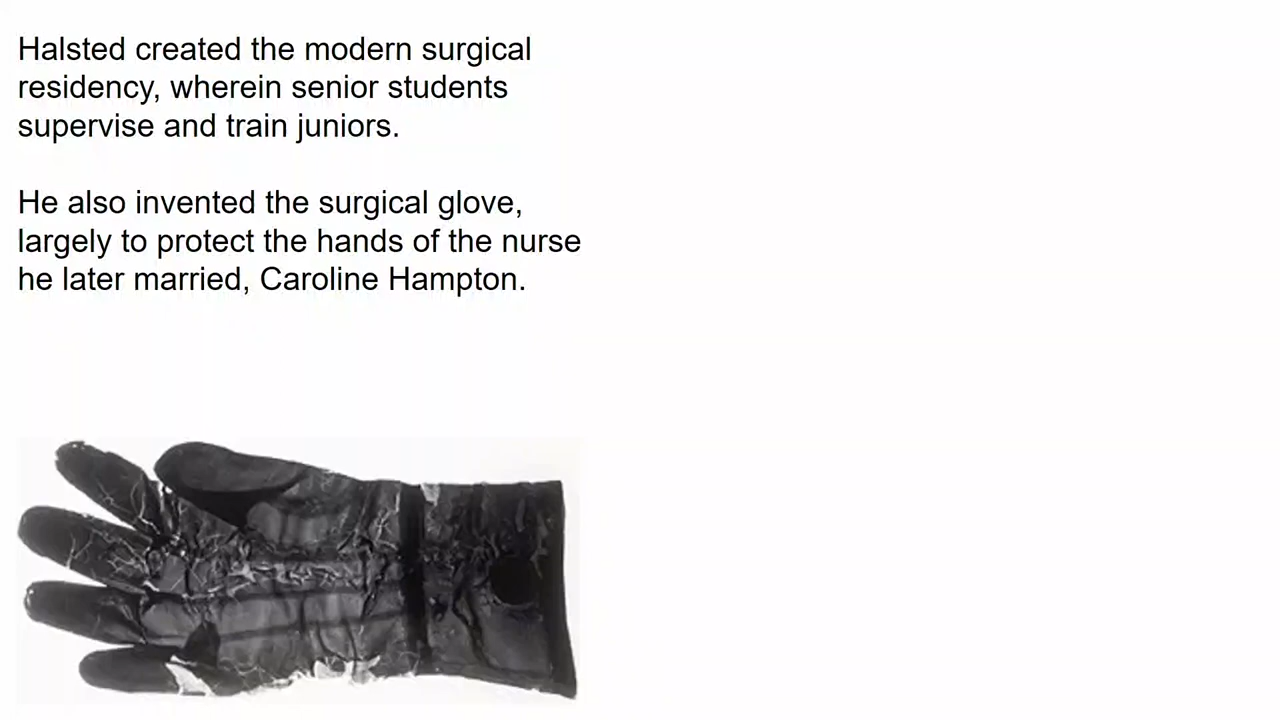 Halsted created the modern surgical
residency, wherein senior students
supervise and train juniors.
He also invented the surgical glove,
largely to protect the hands of the nurse
he later married, Caroline Hampton.